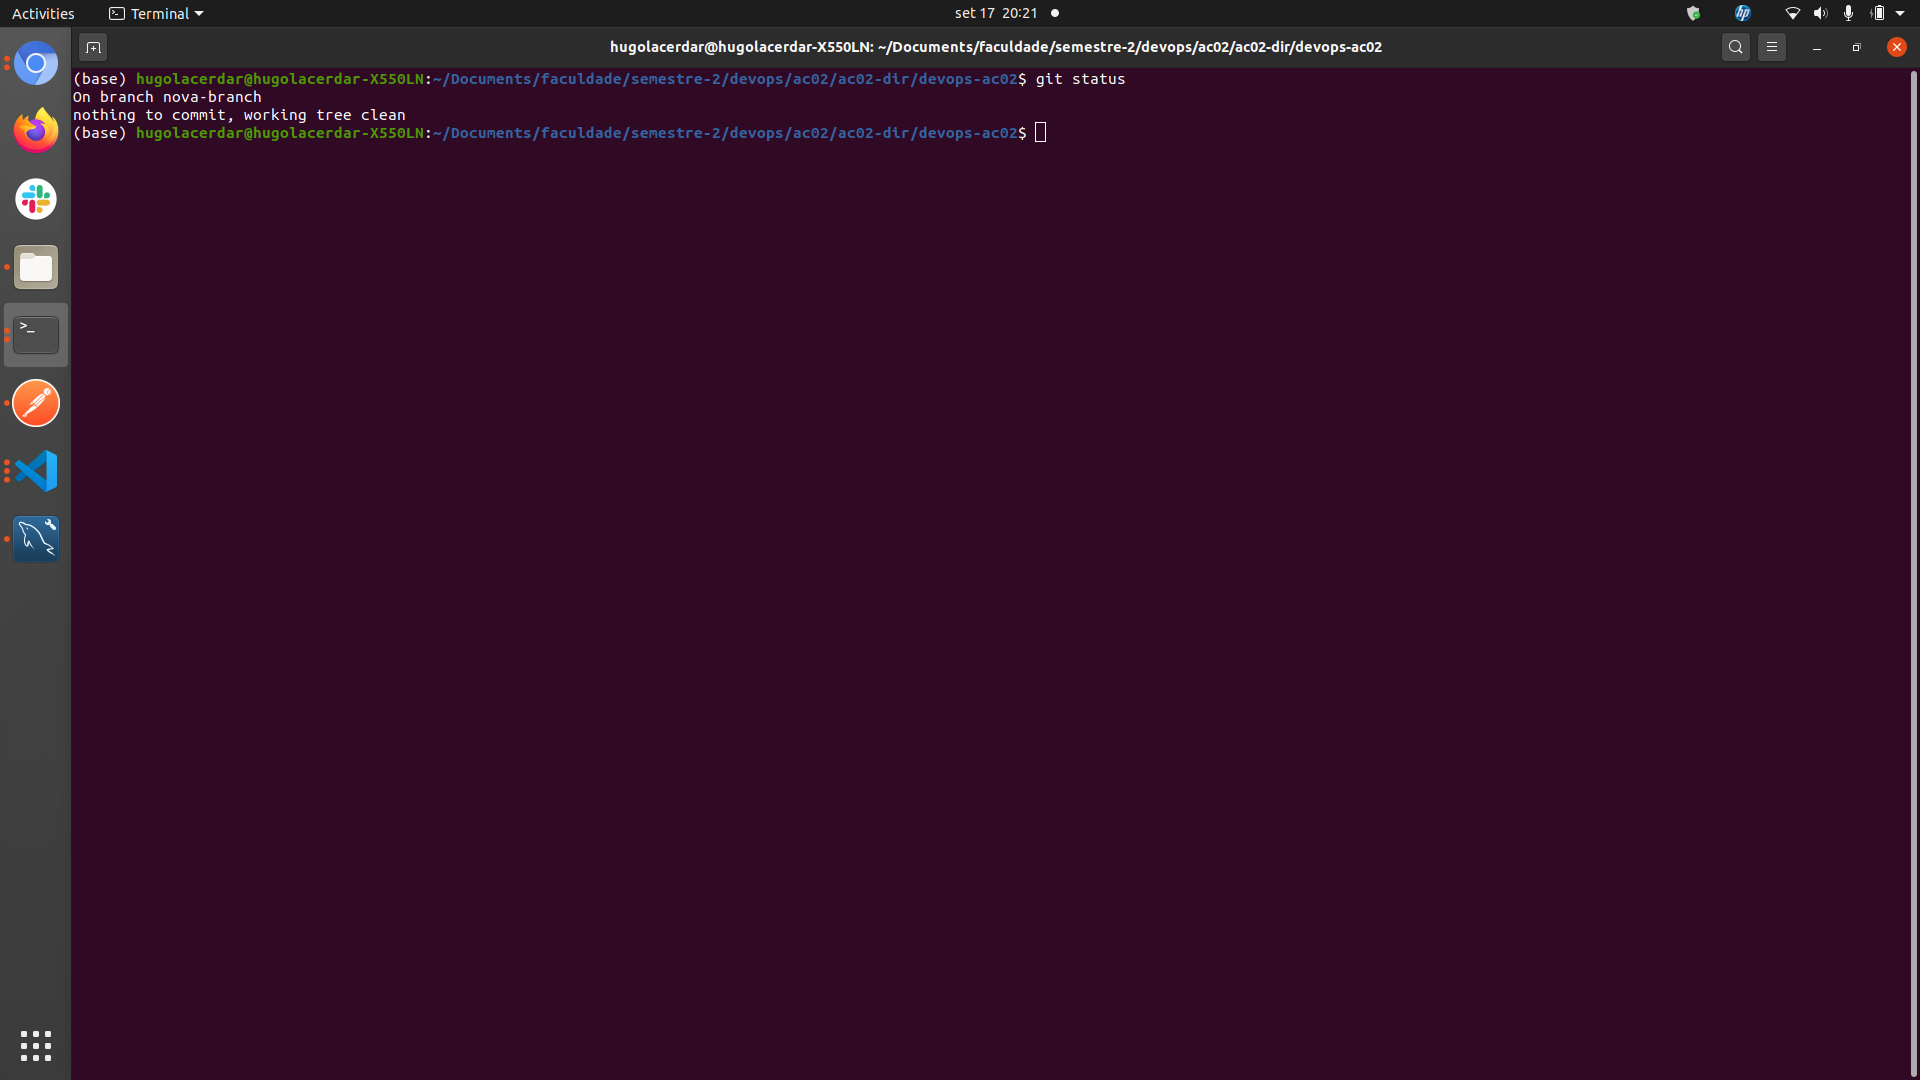 Activities
Terminal
set 17 20:21
hp
hugolacerdar@hugolacerdar-X550LN: ~/Documents/faculdade/semestre-2/devops/ac02/ac02-dir/devops-ac02
(base) hugolacerdar@hugolacerdar-X550LN:~/Documents/faculdade/semestre-2/devops/ac02/ac02-dir/devops-ac02$ git status
On branch nova-branch
nothing to commit, working tree clean
(base) hugolacerdar@hugolacerdar-X550LN:~/Documents/faculdade/semestre-2/devops/ac02/ac02-dir/devops-ac02$
>_